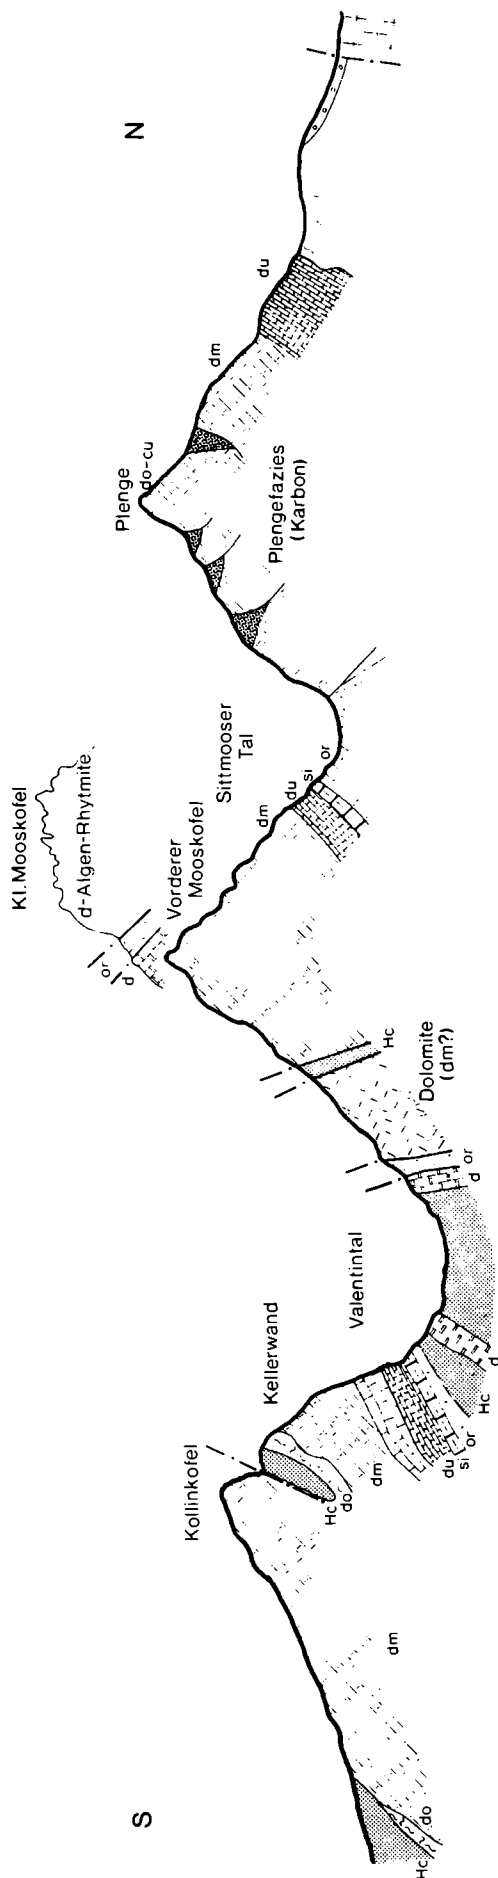 S
N
Kollinkofel
Kellerwand
Valentintal
Kl. Mooskofel
d-Algen-Rhytmite
or
d
Vorderer
Mooskofel
Sittmooser
Tal
Plenge
do-cu
Plengefazies
(Karbon)
dm
du
Hc
do
dm
Hc
do
dm
du
si
or
Hc
d
d
or
Dolomite
(dm?)
Hc
dm
du
si
or